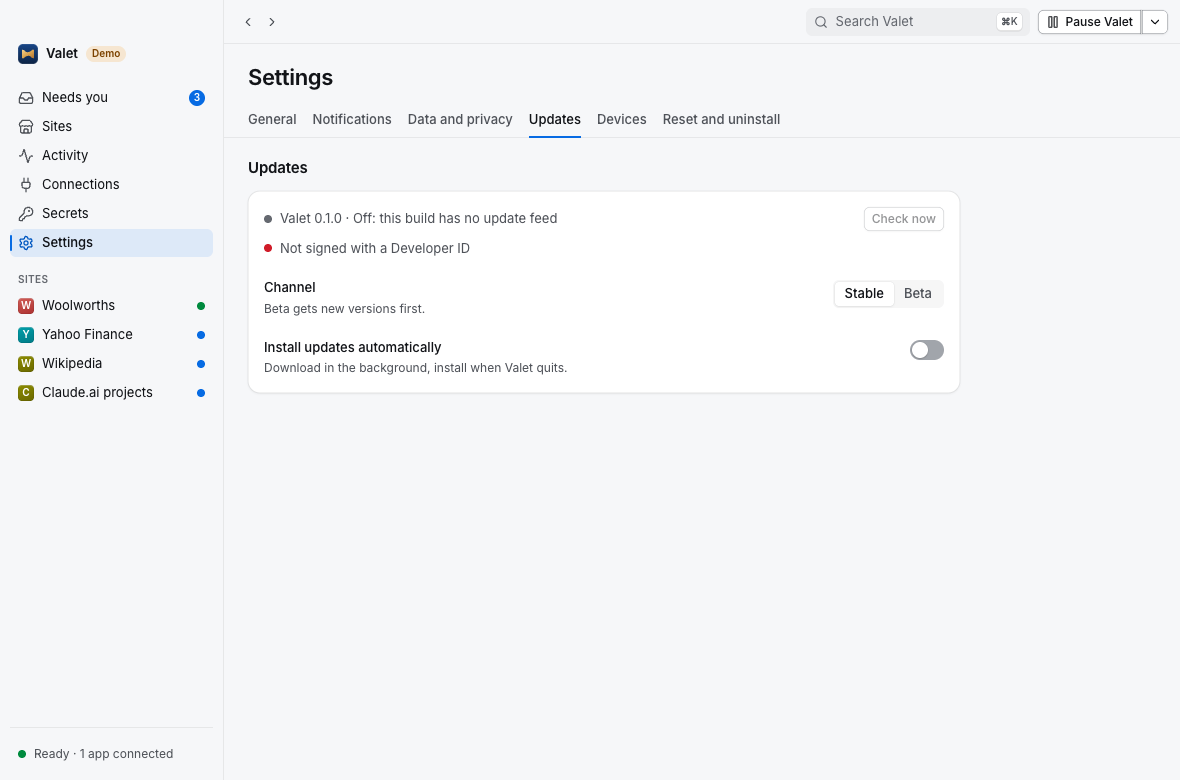 Search Valet
⌘K
Pause Valet
Valet
Demo
Needs you
3
Sites
Activity
Connections
Secrets
Settings
SITES
W
Woolworths
Y
Yahoo Finance
W
Wikipedia
C
Claude.ai projects
Ready · 1 app connected
Settings
General
Notifications
Data and privacy
Updates
Devices
Reset and uninstall
Updates
Valet 0.1.0 · Off: this build has no update feed
Check now
Not signed with a Developer ID
Channel
Beta gets new versions first.
Stable
Beta
Install updates automatically
Download in the background, install when Valet quits.